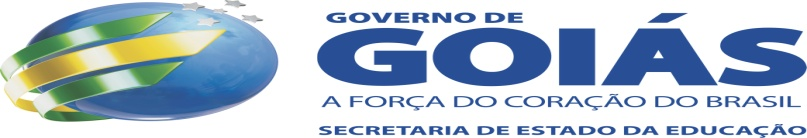 GOVERNO DE
GOIÁS
A FORÇA DO CORAÇÃO DO BRASIL
SECRETARIA DE ESTADO DA EDUCAÇÃO